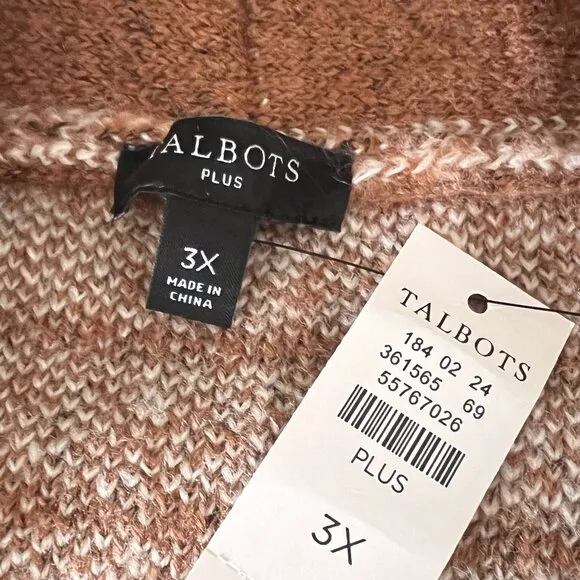 TALBOTS
PLUS
3X
MADE IN
CHINA
TALBOTS
184 02 24
361565 69
55767026
PLUS
3X